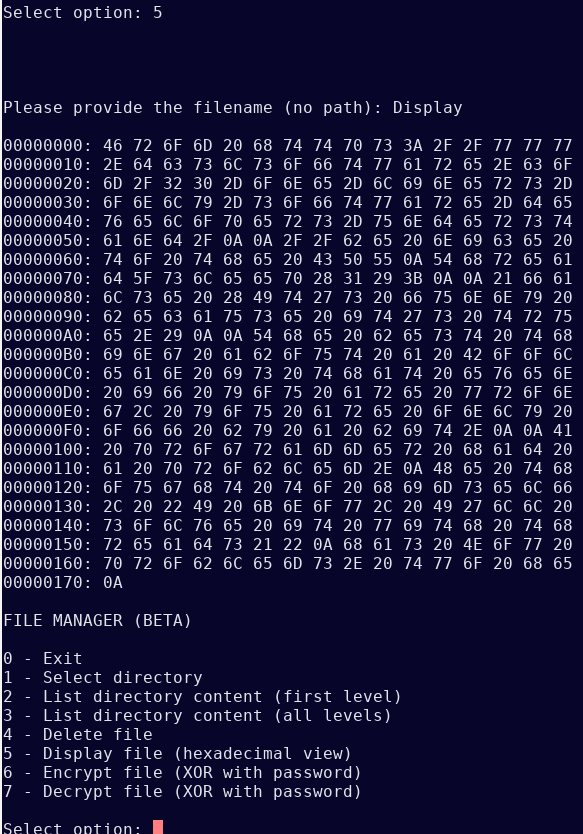 Select option: 5
Please provide the filename (no path): Display
00000000: 46 72 6F 6D 20 68 74 74 70 73 3A 2F 2F 77 77 77
00000010: 2E 64 63 73 6C 73 6F 66 74 77 61 72 65 2E 63 6F
00000020: 6D 2F 32 30 2D 6F 6E 65 2D 6C 69 6E 65 72 73 2D
00000030: 6F 6E 6C 79 2D 73 6F 66 74 77 61 72 65 2D 64 65
00000040: 76 65 6C 6F 70 65 72 73 2D 75 6E 64 65 72 73 74
00000050: 61 6E 64 2F 0A 0A 2F 2F 62 65 20 6E 69 63 65 20
00000060: 74 6F 20 74 68 65 20 43 50 55 0A 54 68 72 65 61
00000070: 64 5F 73 6C 65 65 70 28 31 29 3B 0A 0A 21 66 61
00000080: 6C 73 65 20 28 49 74 27 73 20 66 75 6E 6E 79 20
00000090: 62 65 63 61 75 73 65 20 69 74 27 73 20 74 72 75
000000A0: 65 2E 29 0A 0A 54 68 65 20 62 65 73 74 20 74 68
000000B0: 69 6E 67 20 61 62 6F 75 74 20 61 20 42 6F 6F 6C
000000C0: 65 61 6E 20 69 73 20 74 68 61 74 20 65 76 65 6E
000000D0: 20 69 66 20 79 6F 75 20 61 72 65 20 77 72 6F 6E
000000E0: 67 2C 20 79 6F 75 20 61 72 65 20 6F 6E 6C 79 20
000000F0: 6F 66 66 20 62 79 20 61 20 62 69 74 2E 0A 0A 41
00000100: 20 70 72 6F 67 72 61 6D 6D 65 72 20 68 61 64 20
00000110: 61 20 70 72 6F 62 6C 65 6D 2E 0A 48 65 20 74 68
00000120: 6F 75 67 68 74 20 74 6F 20 68 69 6D 73 65 6C 66
00000130: 2C 20 22 49 20 6B 6E 6F 77 2C 20 49 27 6C 6C 20
00000140: 73 6F 6C 76 65 20 69 74 20 77 69 74 68 20 74 68
00000150: 72 65 61 64 73 21 22 0A 68 61 73 20 4E 6F 77 20
00000160: 70 72 6F 62 6C 65 6D 73 2E 20 74 77 6F 20 68 65
00000170: 0A
FILE MANAGER (BETA)
0 - Exit
1 - Select directory
2 - List directory content (first level)
3 - List directory content (all levels)
4 - Delete file
5 - Display file (hexadecimal view)
6 - Encrypt file (XOR with password)
7 - Decrypt file (XOR with password)
Select option: